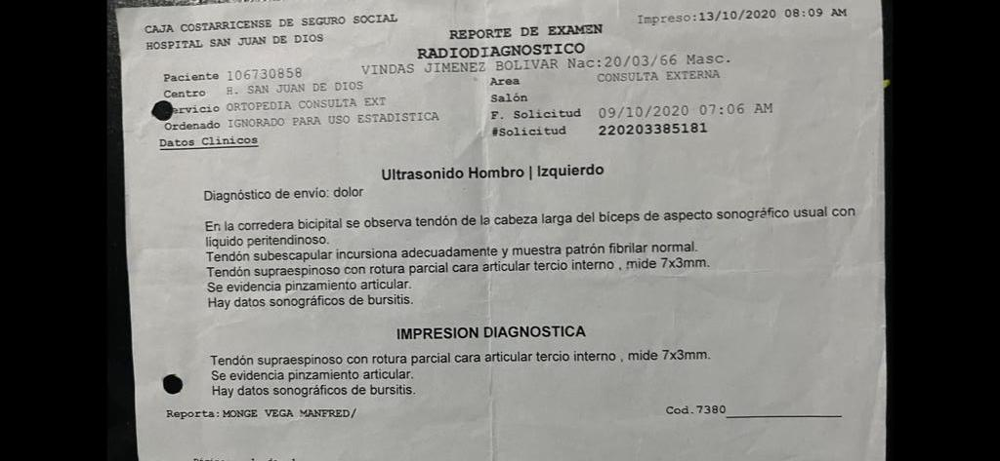 CAJA COSTARRICENSE DE SEGURO SOCIAL
HOSPITAL SAN JUAN DE DIOS
Impreso:13/10/2020 08:09 AM
REPORTE DE EXAMEN
RADIODIAGNOSTICO
Paciente 106730858 VINDAS JIMENEZ BOLIVAR Nac:20/03/66 Masc.
Centro H. SAN JUAN DE DIOS Area CONSULTA EXTERNA
ervicio ORTOPEDIA CONSULTA EXT Salón
Ordenado IGNORADO PARA USO ESTADISTICA F. Solicitud 09/10/2020 07:06 AM
Datos Clinicos #Solicitud 220203385181
Ultrasonido Hombro | Izquierdo
Diagnóstico de envío: dolor
En la corredera bicipital se observa tendón de la cabeza larga del bíceps de aspecto sonográfico usual con
líquido peritendinoso.
Tendón subescapular incursiona adecuadamente y muestra patrón fibrilar normal.
Tendón supraespinoso con rotura parcial cara articular tercio interno , mide 7x3mm.
Se evidencia pinzamiento articular.
Hay datos sonográficos de bursitis.
IMPRESION DIAGNOSTICA
Tendón supraespinoso con rotura parcial cara articular tercio interno , mide 7x3mm.
Se evidencia pinzamiento articular.
Hay datos sonográficos de bursitis.
Reporta: MONGE VEGA MANFRED/ Cod. 7380